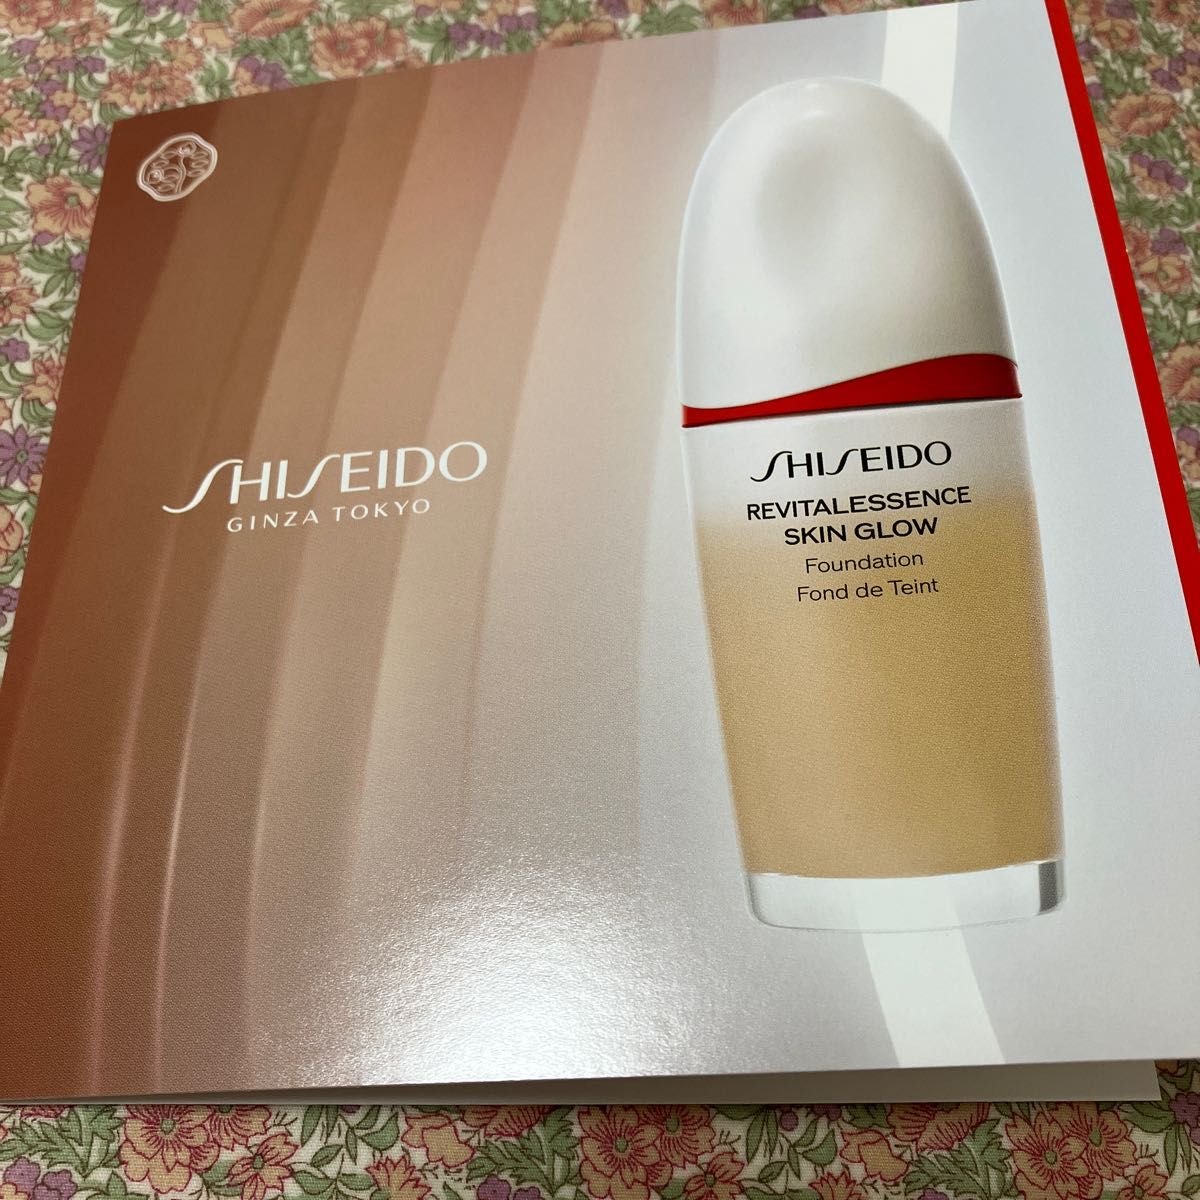 SHISEIDO
GINZA TOKYO
SHISEIDO
REVITALESSENCE
SKIN GLOW
Foundation
Fond de Teint